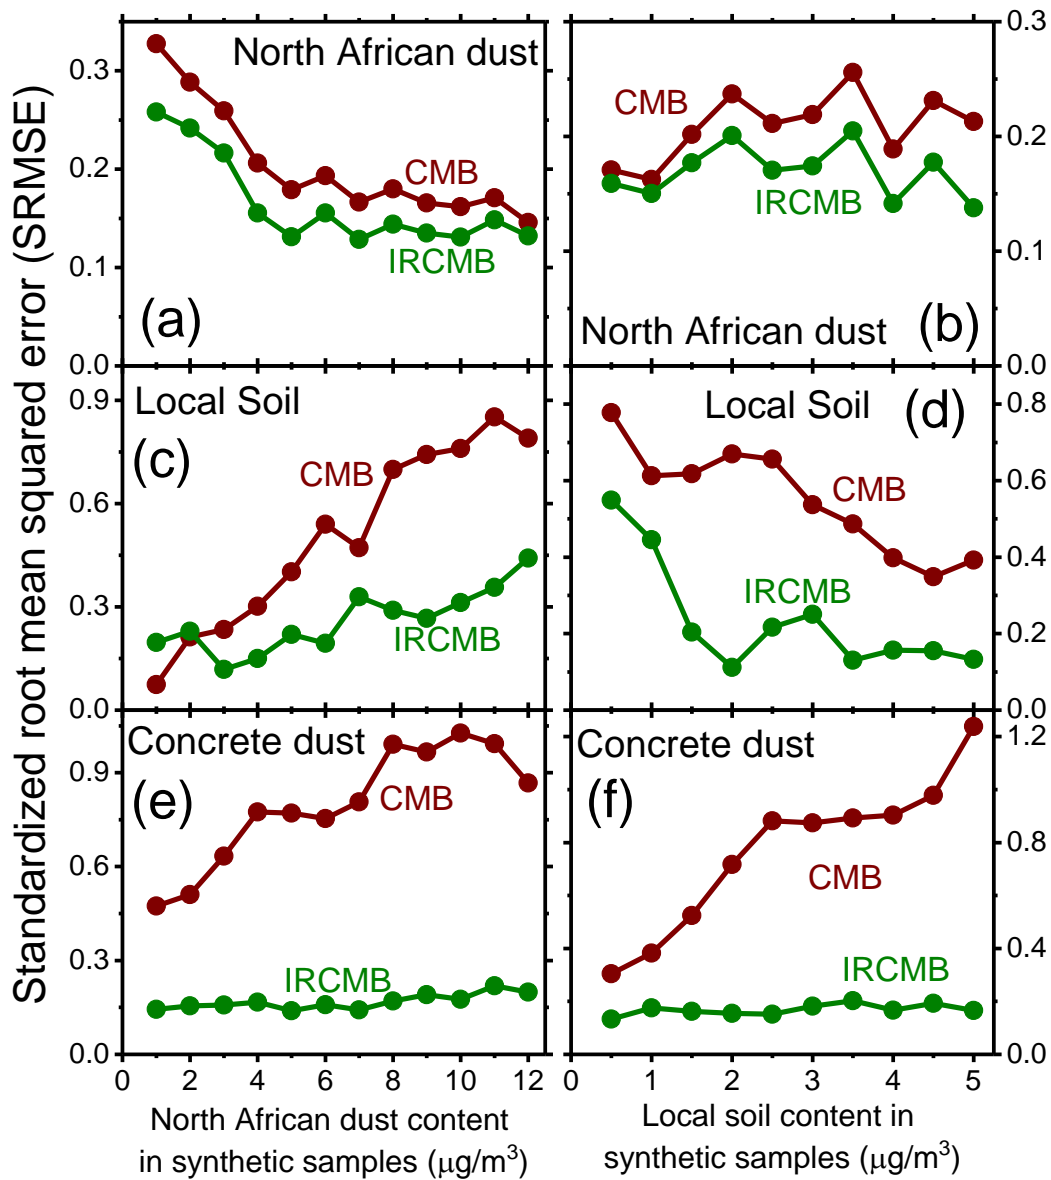 Standardized root mean squared error (SRMSE)
North African dust
CMB
IRCMB
(a)
0.3
0.2
0.1
0.0
CMB
IRCMB
North African dust
(b)
0.3
0.2
0.1
0.0
Local Soil
(c)
CMB
IRCMB
0.9
0.6
0.3
0.0
Local Soil
(d)
CMB
IRCMB
0.8
0.6
0.4
0.2
0.0
Concrete dust
(e)
CMB
IRCMB
0.9
0.6
0.3
0.0
Concrete dust
(f)
CMB
IRCMB
1.2
0.8
0.4
0.0
0 2 4 6 8 10 12
North African dust content
in synthetic samples (μg/m³)
0 1 2 3 4 5
Local soil content in
synthetic samples (μg/m³)